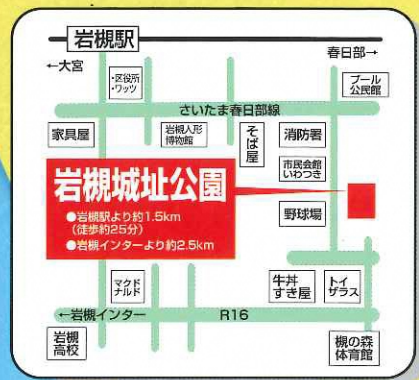 岩槻駅
←大宮
春日部→
・区役所
・ワッツ
プール
公民館
さいたま春日部線
家具屋
岩槻人形
博物館
そば屋
消防署
市民会館
いわつき
岩槻城址公園
●岩槻駅より約1.5km
(徒歩約25分)
●岩槻インターより約2.5km
野球場
マクド
ナルド
牛丼
すき屋
トイ
ザラス
←岩槻インター
R16
岩槻
高校
槻の森
体育館